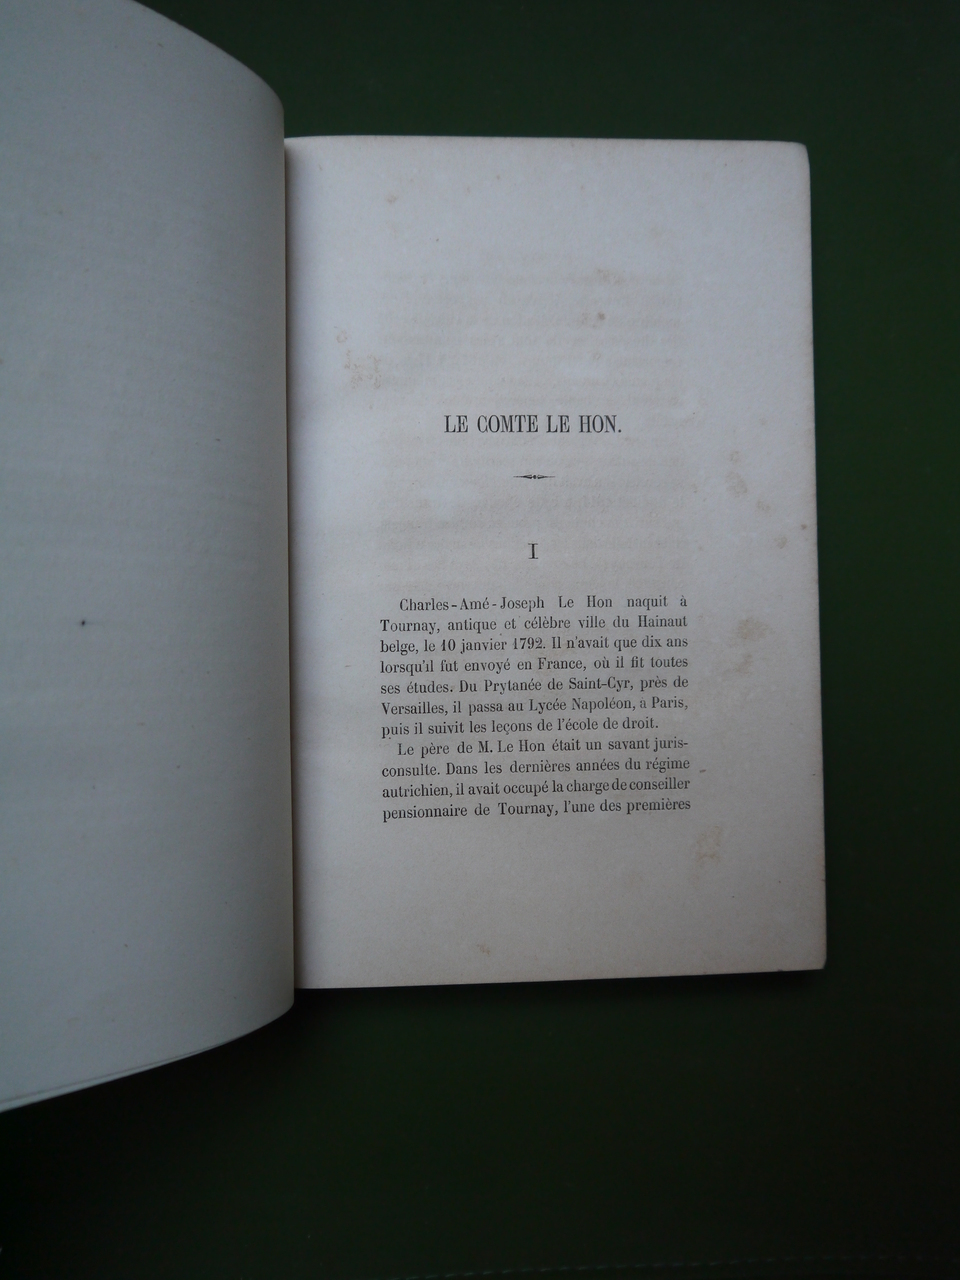 LE COMTE LE HON.
I
Charles-Amé-Joseph Le Hon naquit à
Tournay, antique et célèbre ville du Hainaut
belge, le 10 janvier 1792. Il n'avait que dix ans
lorsqu'il fut envoyé en France, où il fit toutes
ses études. Du Prytanée de Saint-Cyr, près de
Versailles, il passa au Lycée Napoléon, à Paris,
puis il suivit les leçons de l'école de droit.
Le père de M. Le Hon était un savant juris-
consulte. Dans les dernières années du régime
autrichien, il avait occupé la charge de conseiller
pensionnaire de Tournay, l'une des premières